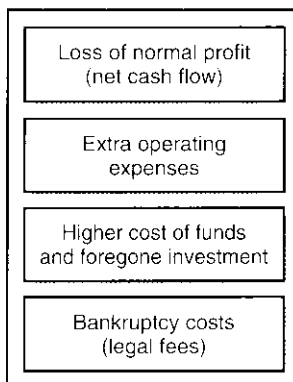 Loss of normal profit
(net cash flow)
Extra operating
expenses
Higher cost of funds
and foregone investment
Bankruptcy costs
(legal fees)